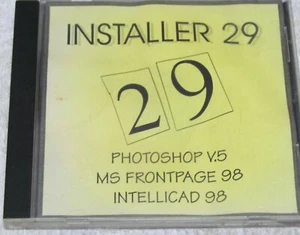 INSTALLER 29
29
PHOTOSHOP V.5
MS FRONTPAGE 98
INTELLICAD 98